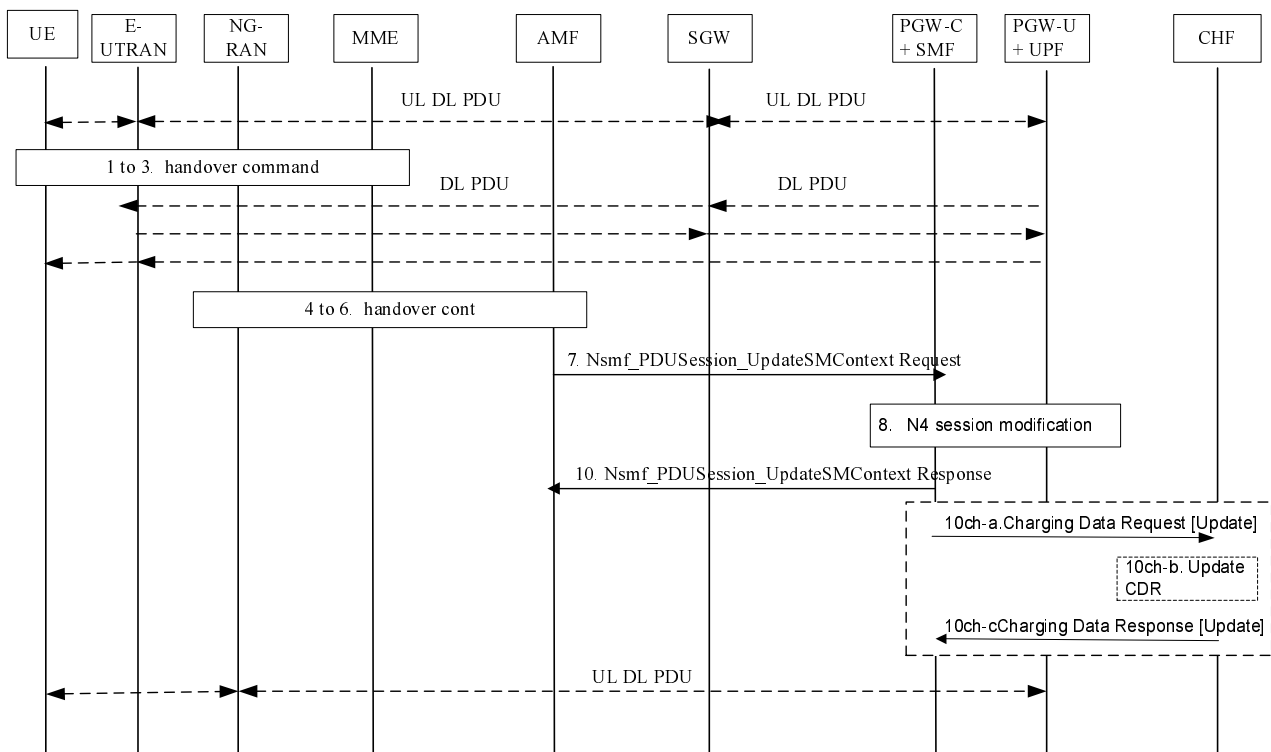 UE
E-
UTRAN
NG-
RAN
MME
AMF
SGW
PGW-C
+ SMF
PGW-U
+ UPF
CHF
UL DL PDU
UL DL PDU
1 to 3. handover command
DL PDU
DL PDU
4 to 6. handover cont
7. Nsmf_PDUSession_UpdateSMContext Request
8. N4 session modification
10. Nsmf_PDUSession_UpdateSMContext Response
10ch-a.Charging Data Request [Update]
10ch-b. Update
CDR
10ch-cCharging Data Response [Update]
UL DL PDU